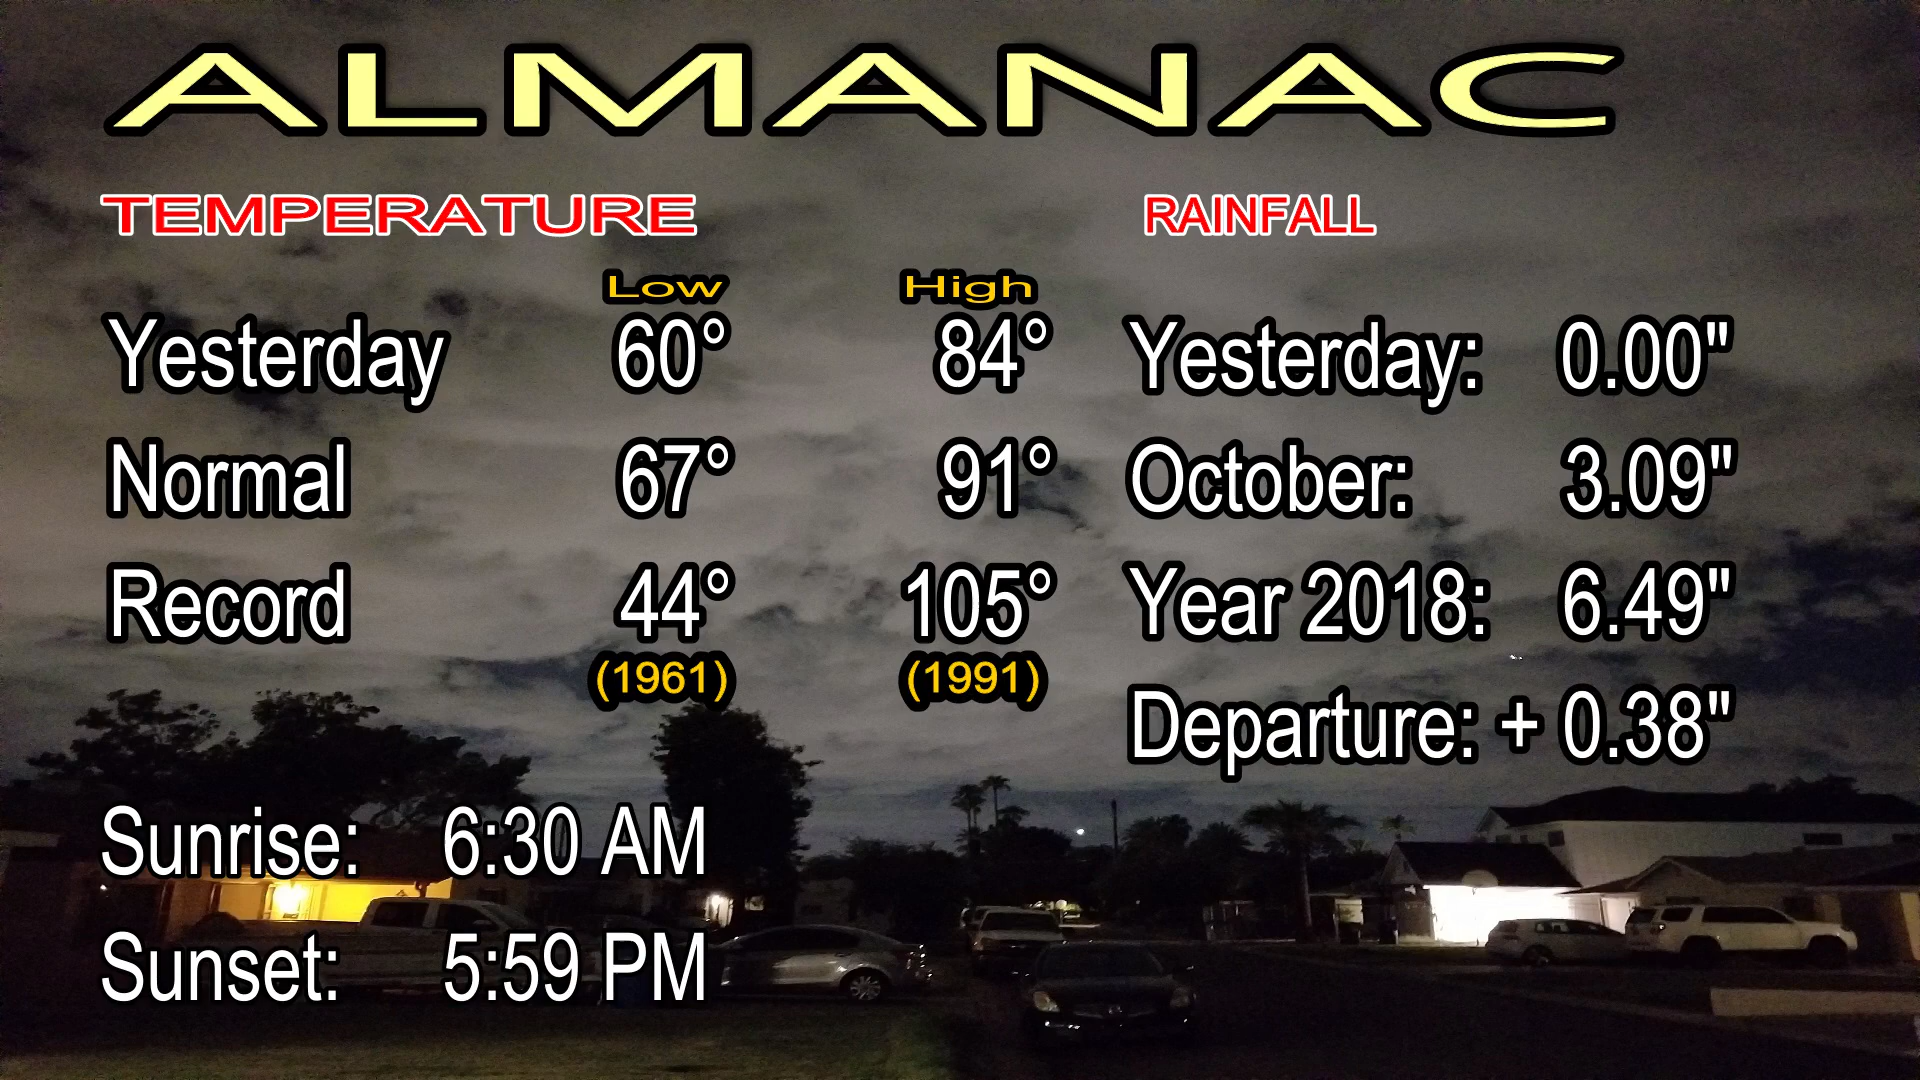 ALMANAC
TEMPERATURE
Low High
Yesterday 60° 84°
Normal 67° 91°
Record 44° 105°
(1961) (1991)
RAINFALL
Yesterday: 0.00"
October: 3.09"
Year 2018: 6.49"
Departure: + 0.38"
Sunrise: 6:30 AM
Sunset: 5:59 PM